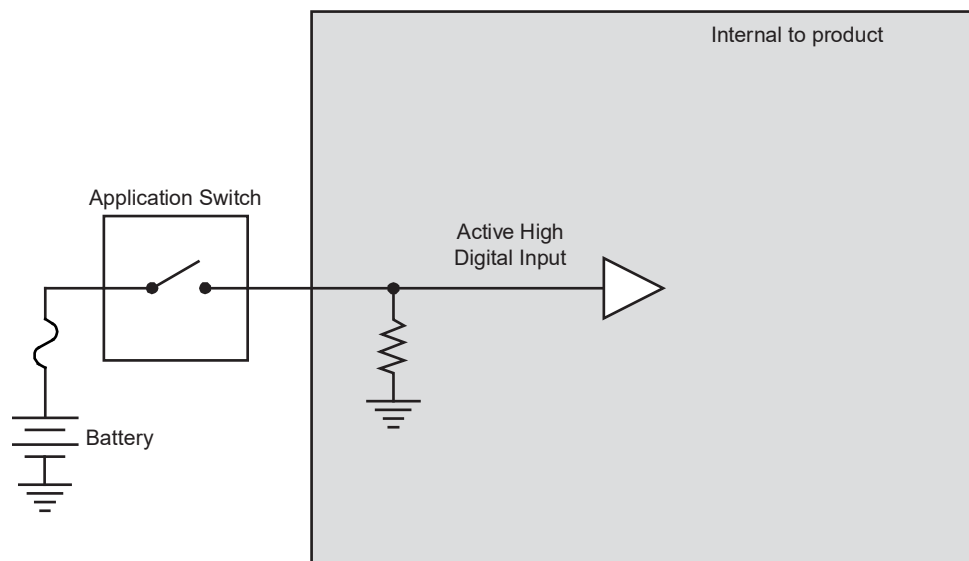 Internal to product
Application Switch
Active High
Digital Input
Battery